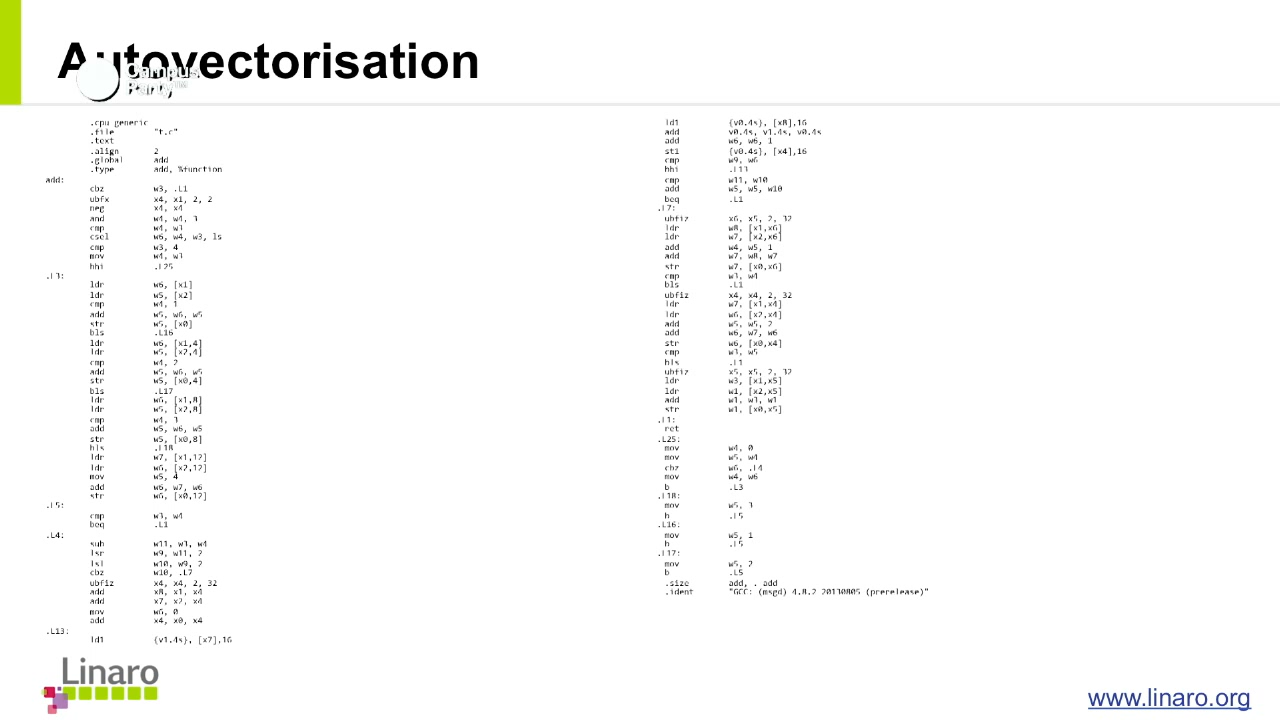 Autovectorisation
Campus
Party™
.cpu generic
.file "t.c"
.text
.align 2
.global add
.type add, %function
add:
cbz w3, .L1
ubfx x4, x1, 2, 2
neg x4, x4
and w4, w4, 3
cmp w4, w3
csel w6, w4, w3, ls
cmp w3, 4
mov w4, w3
bhi .L25
.L3:
ldr w6, [x1]
ldr w5, [x2]
cmp w4, 1
add w5, w6, w5
str w5, [x0]
bls .L16
ldr w6, [x1,4]
ldr w5, [x2,4]
cmp w4, 2
add w5, w6, w5
str w5, [x0,4]
bls .L17
ldr w6, [x1,8]
ldr w5, [x2,8]
cmp w4, 3
add w5, w6, w5
str w5, [x0,8]
bls .L18
ldr w7, [x1,12]
ldr w6, [x2,12]
mov w5, 4
add w6, w7, w6
str w6, [x0,12]
.L5:
cmp w3, w4
beq .L1
.L4:
sub w11, w3, w4
lsr w9, w11, 2
lsl w10, w9, 2
cbz w10, .L7
ubfiz x4, x4, 2, 32
add x8, x1, x4
add x7, x2, x4
mov w6, 0
add x4, x0, x4
.L13:
ld1 {v1.4s}, [x7],16
ld1 {v0.4s}, [x8],16
add v0.4s, v1.4s, v0.4s
add w6, w6, 1
st1 {v0.4s}, [x4],16
cmp w9, w6
bhi .L13
cmp w11, w10
add w5, w5, w10
beq .L1
.L7:
ubfiz x6, x5, 2, 32
ldr w8, [x1,x6]
ldr w7, [x2,x6]
add w4, w5, 1
add w7, w8, w7
str w7, [x0,x6]
cmp w3, w4
bls .L1
ubfiz x4, x4, 2, 32
ldr w7, [x1,x4]
ldr w6, [x2,x4]
add w5, w5, 2
add w6, w7, w6
str w6, [x0,x4]
cmp w3, w5
bls .L1
ubfiz x5, x5, 2, 32
ldr w3, [x1,x5]
ldr w1, [x2,x5]
add w1, w3, w1
str w1, [x0,x5]
.L1:
ret
.L25:
mov w4, 0
mov w5, w4
cbz w6, .L4
mov w4, w6
b .L3
.L18:
mov w5, 3
b .L5
.L16:
mov w5, 1
b .L5
.L17:
mov w5, 2
b .L5
.size add, . add
.ident "GCC: (msgd) 4.8.2 20130805 (prerelease)"
Linaro
www.linaro.org